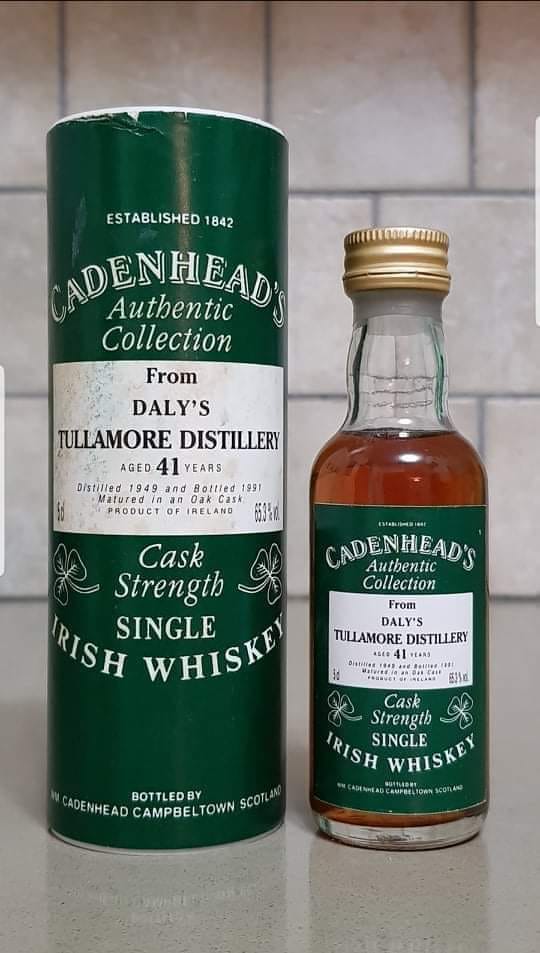 ESTABLISHED 1842
CADENHEAD'S
Authentic
Collection
From
DALY'S
TULLAMORE DISTILLERY
AGED 41 YEARS
Distilled 1949 and Bottled 1991
Matured in an Oak Cask
5cl PRODUCT OF IRELAND 65.3% vol.
Cask
Strength
SINGLE
IRISH WHISKEY
BOTTLED BY
WM CADENHEAD CAMPBELTOWN SCOTLAND
ESTABLISHED 1842
CADENHEAD'S
Authentic
Collection
From
DALY'S
TULLAMORE DISTILLERY
AGED 41 YEARS
Distilled 1949 and Bottled 1991
Matured in an Oak Cask
5cl PRODUCT OF IRELAND 65.3% vol.
Cask
Strength
SINGLE
IRISH WHISKEY
BOTTLED BY
WM CADENHEAD CAMPBELTOWN SCOTLAND